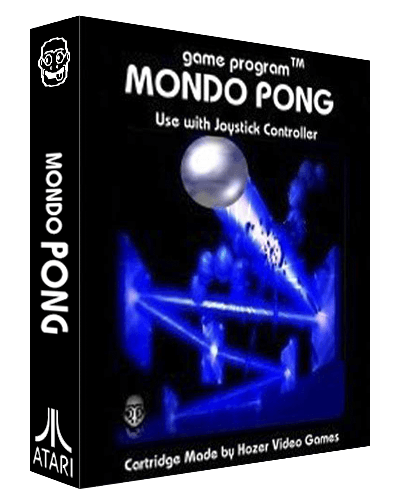 game program™
MONDO PONG
Use with Joystick Controller
Cartridge Made by Hozer Video Games
MONDO PONG
ATARI